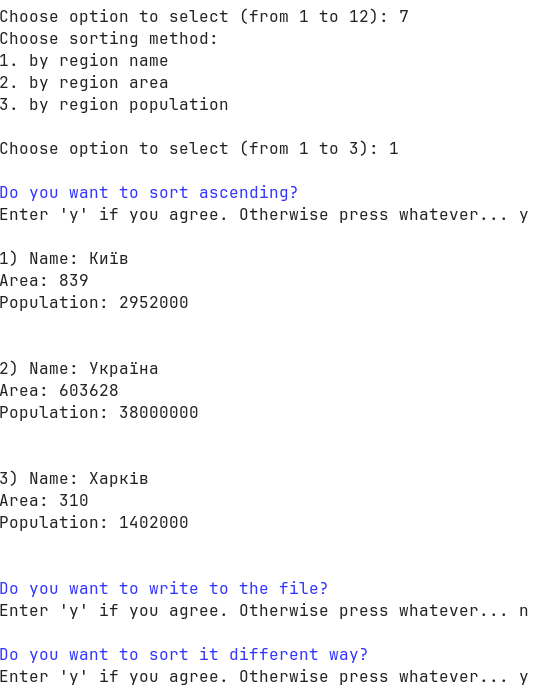 Choose option to select (from 1 to 12): 7
Choose sorting method:
1. by region name
2. by region area
3. by region population
Choose option to select (from 1 to 3): 1
Do you want to sort ascending?
Enter 'y' if you agree. Otherwise press whatever... y
1) Name: Київ
Area: 839
Population: 2952000
2) Name: Україна
Area: 603628
Population: 38000000
3) Name: Харків
Area: 310
Population: 1402000
Do you want to write to the file?
Enter 'y' if you agree. Otherwise press whatever... n
Do you want to sort it different way?
Enter 'y' if you agree. Otherwise press whatever... y